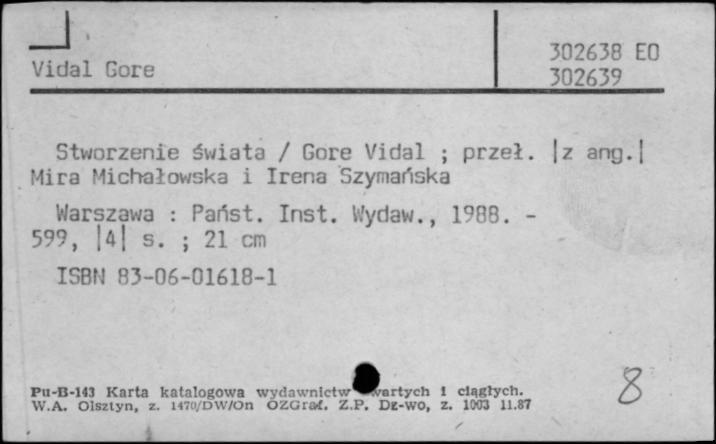 302638 EO
Vidal Gore
302639
Stworzenie świata / Gore Vidal ; przeł. |z ang.|
Mira Michałowska i Irena Szymańska
Warszawa : Państ. Inst. Wydaw., 1988. -
599, |4| s. ; 21 cm
ISBN 83-06-01618-1
8
Pu-B-143 Karta katalogowa wydawnictw zwartych i ciągłych.
W.A. Olsztyn, z. 1470/DW/On OZGraf. Z.P. Dz-wo, z. 1003 11.87